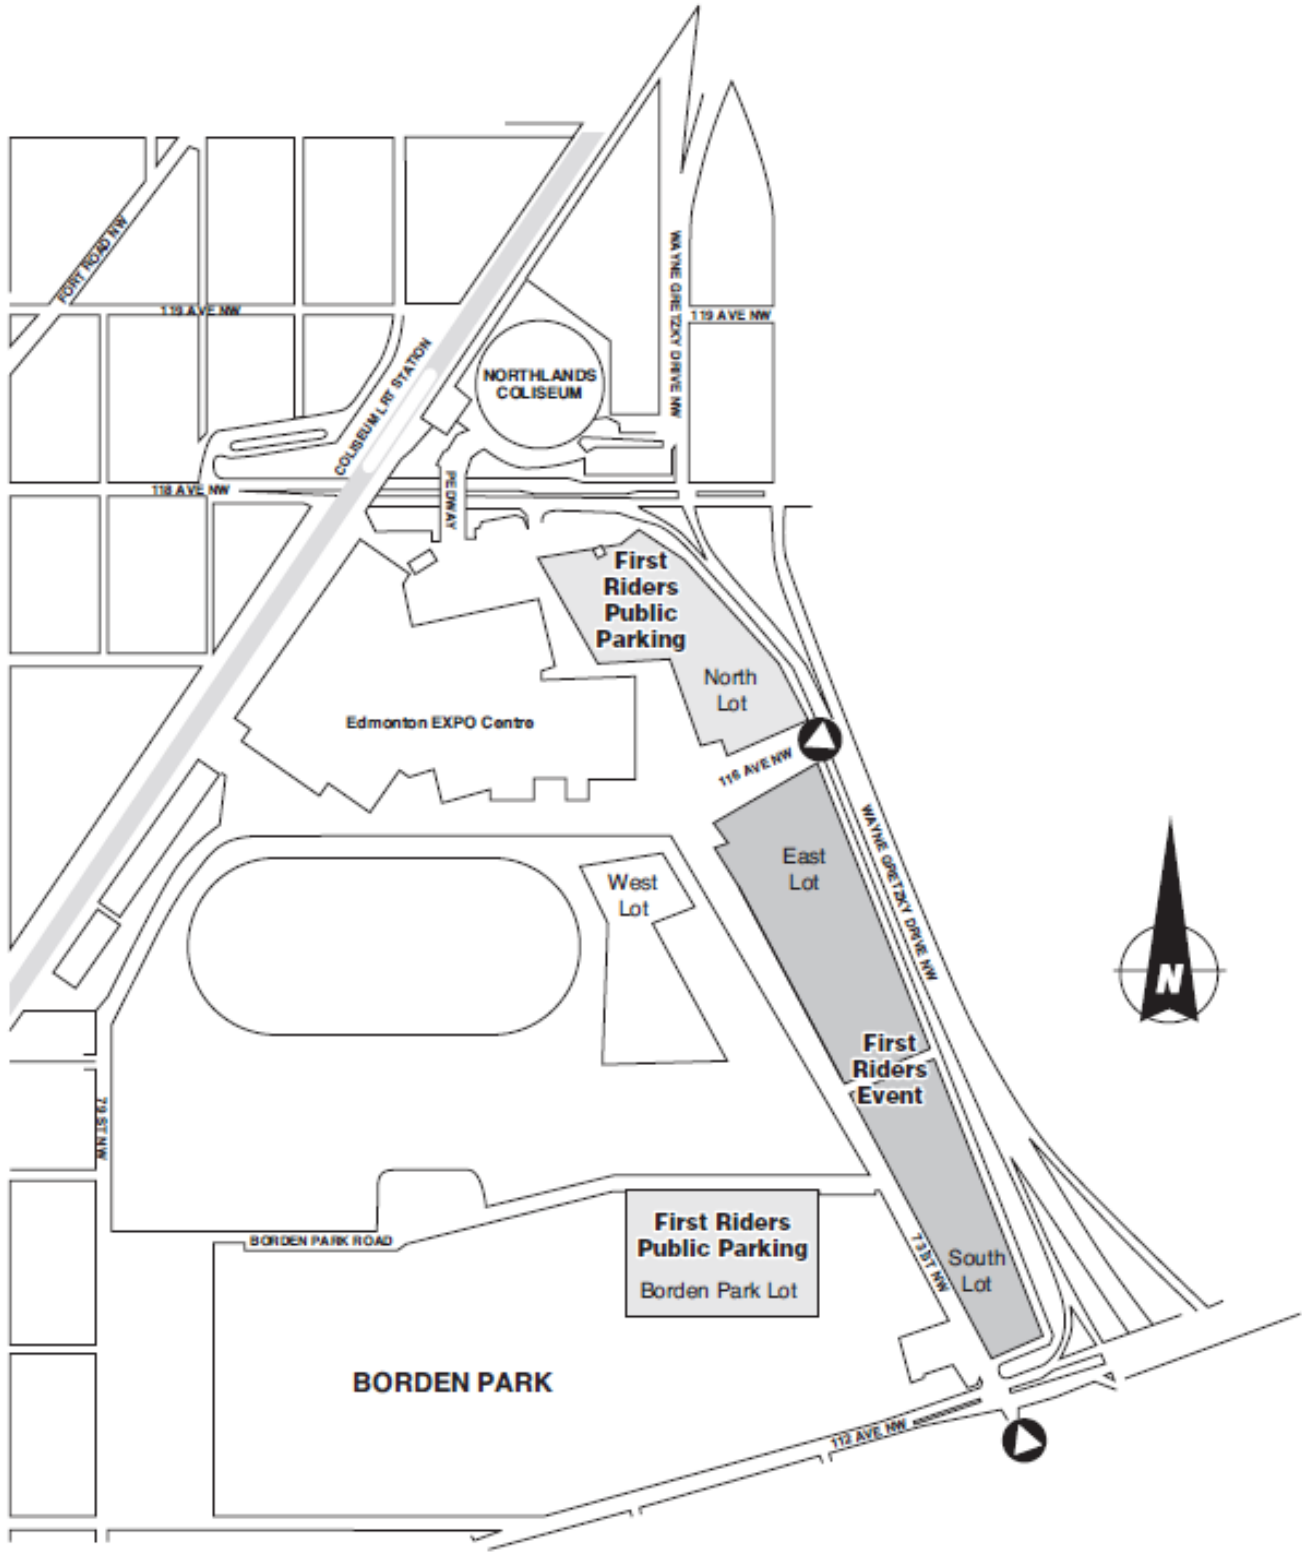 FORT ROAD NW
119 AVE NW
WAYNE GRETZKY DRIVE NW
119 AVE NW
COLISEUM LRT STATION
NORTHLANDS
COLISEUM
118 AVE NW
PEDWAY
First
Riders
Public
Parking
North
Lot
Edmonton EXPO Centre
116 AVE NW
WAYNE GRETZKY DRIVE NW
East
Lot
West
Lot
N
First
Riders
Event
79 ST NW
First Riders
Public Parking
Borden Park Lot
BORDEN PARK ROAD
73 ST NW
South
Lot
BORDEN PARK
112 AVE NW